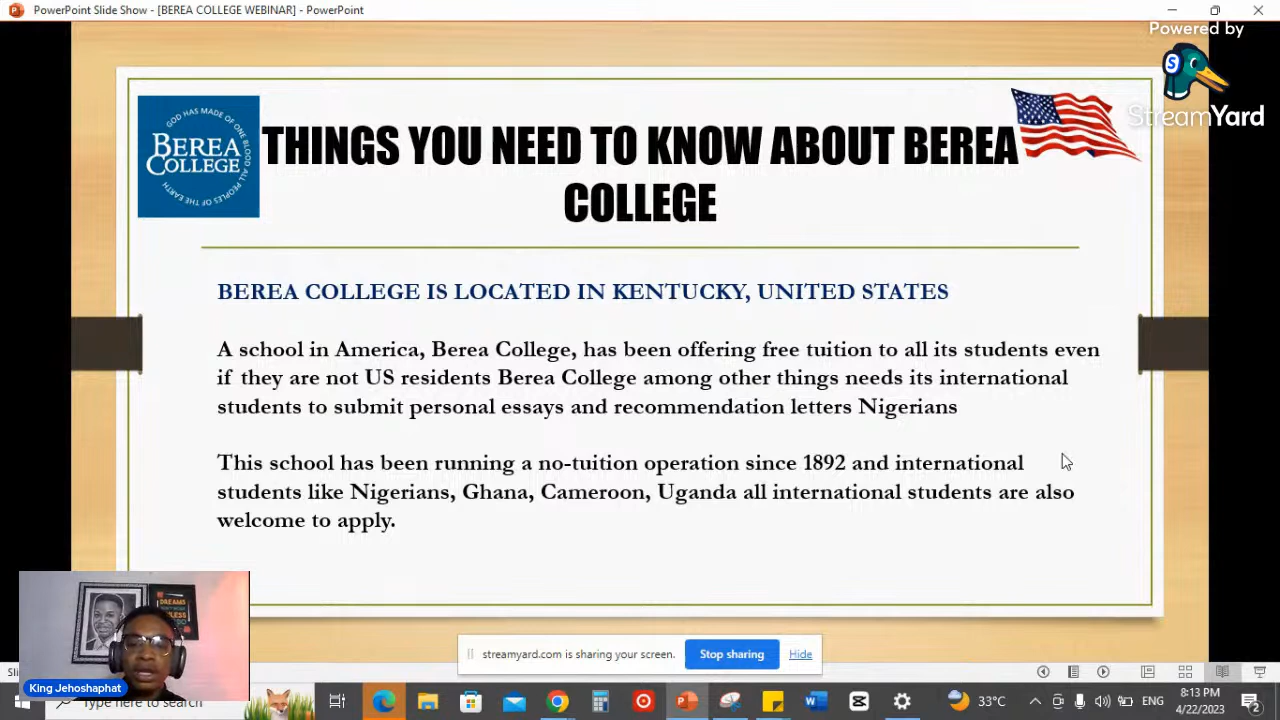 PowerPoint Slide Show - [BEREA COLLEGE WEBINAR] - PowerPoint
Powered by
StreamYard
GOD HAS MADE OF ONE BLOOD ALL PEOPLES OF THE EARTH
BEREA
COLLEGE
THINGS YOU NEED TO KNOW ABOUT BEREA
COLLEGE
BEREA COLLEGE IS LOCATED IN KENTUCKY, UNITED STATES
A school in America, Berea College, has been offering free tuition to all its students even
if they are not US residents Berea College among other things needs its international
students to submit personal essays and recommendation letters Nigerians
This school has been running a no-tuition operation since 1892 and international
students like Nigerians, Ghana, Cameroon, Uganda all international students are also
welcome to apply.
DREAMS
streamyard.com is sharing your screen.
Stop sharing
Hide
King Jehoshaphat
Type here to search
33°C
ENG
8:13 PM
4/22/2023
2